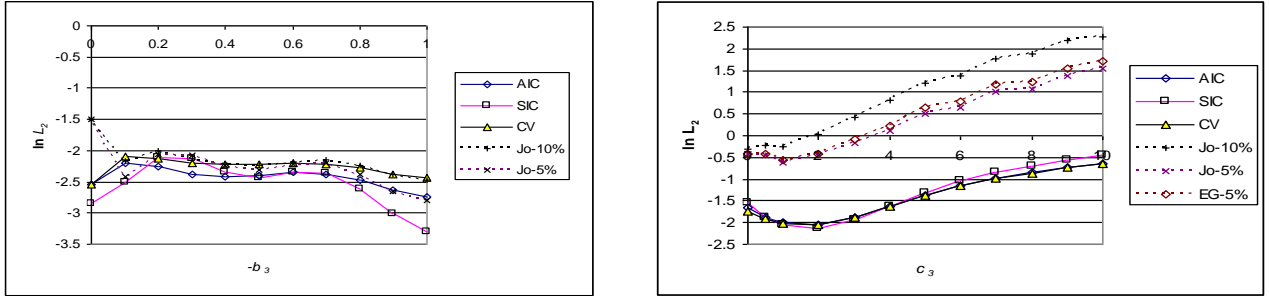 0
-0.5
-1
-1.5
-2
-2.5
-3
-3.5
0 0.2 0.4 0.6 0.8 1
ln L₂
-b ₃
AIC
SIC
CV
Jo-10%
Jo-5%
2.5
2
1.5
1
0.5
0
-0.5
-1
-1.5
-2
-2.5
0 2 4 6 8 10
ln L₂
c ₃
AIC
SIC
CV
Jo-10%
Jo-5%
EG-5%